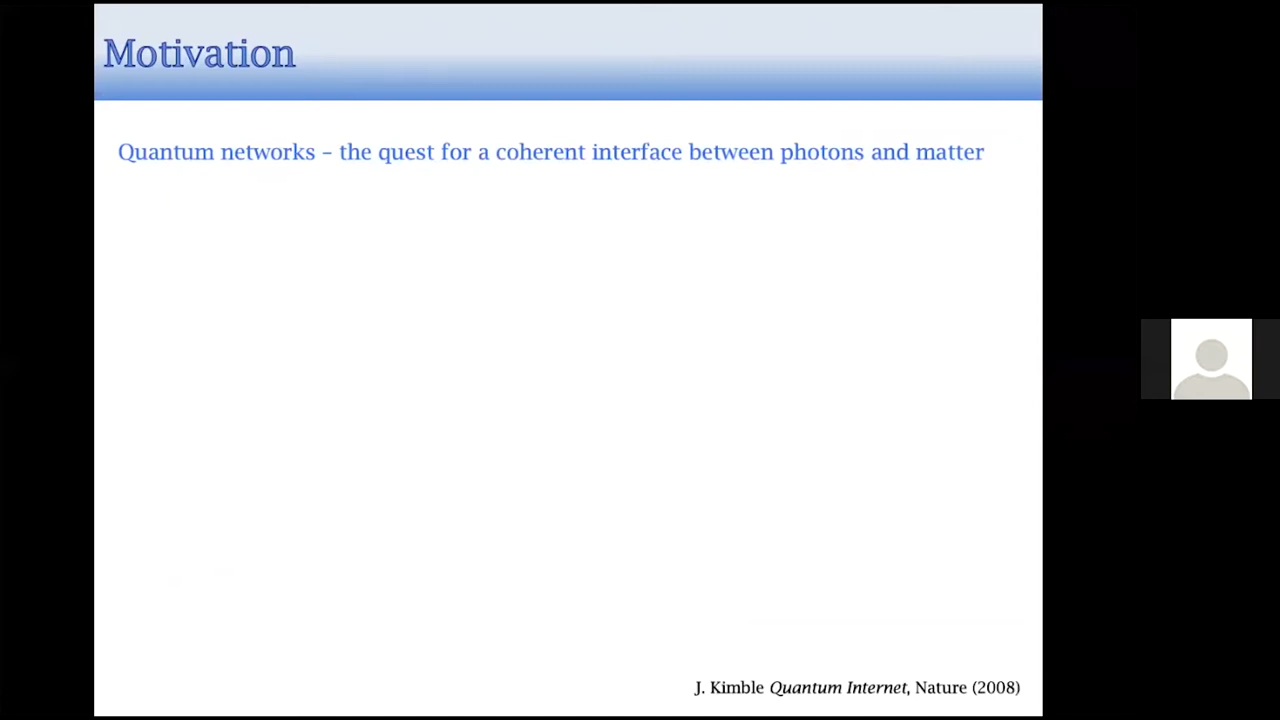 Motivation
Quantum networks – the quest for a coherent interface between photons and matter
J. Kimble Quantum Internet, Nature (2008)